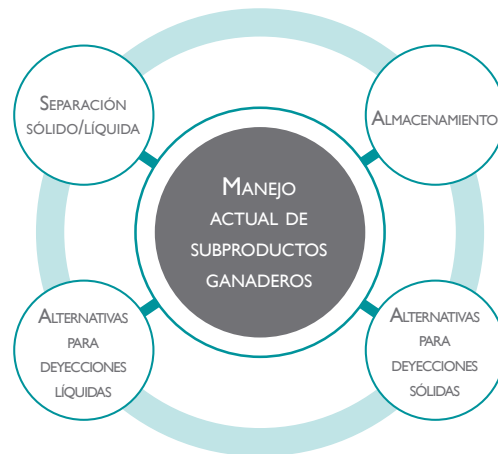 Separación
sólido/líquida
Almacenamiento
Manejo
actual de
subproductos
ganaderos
Alternativas
para
deyecciones
líquidas
Alternativas
para
deyecciones
sólidas